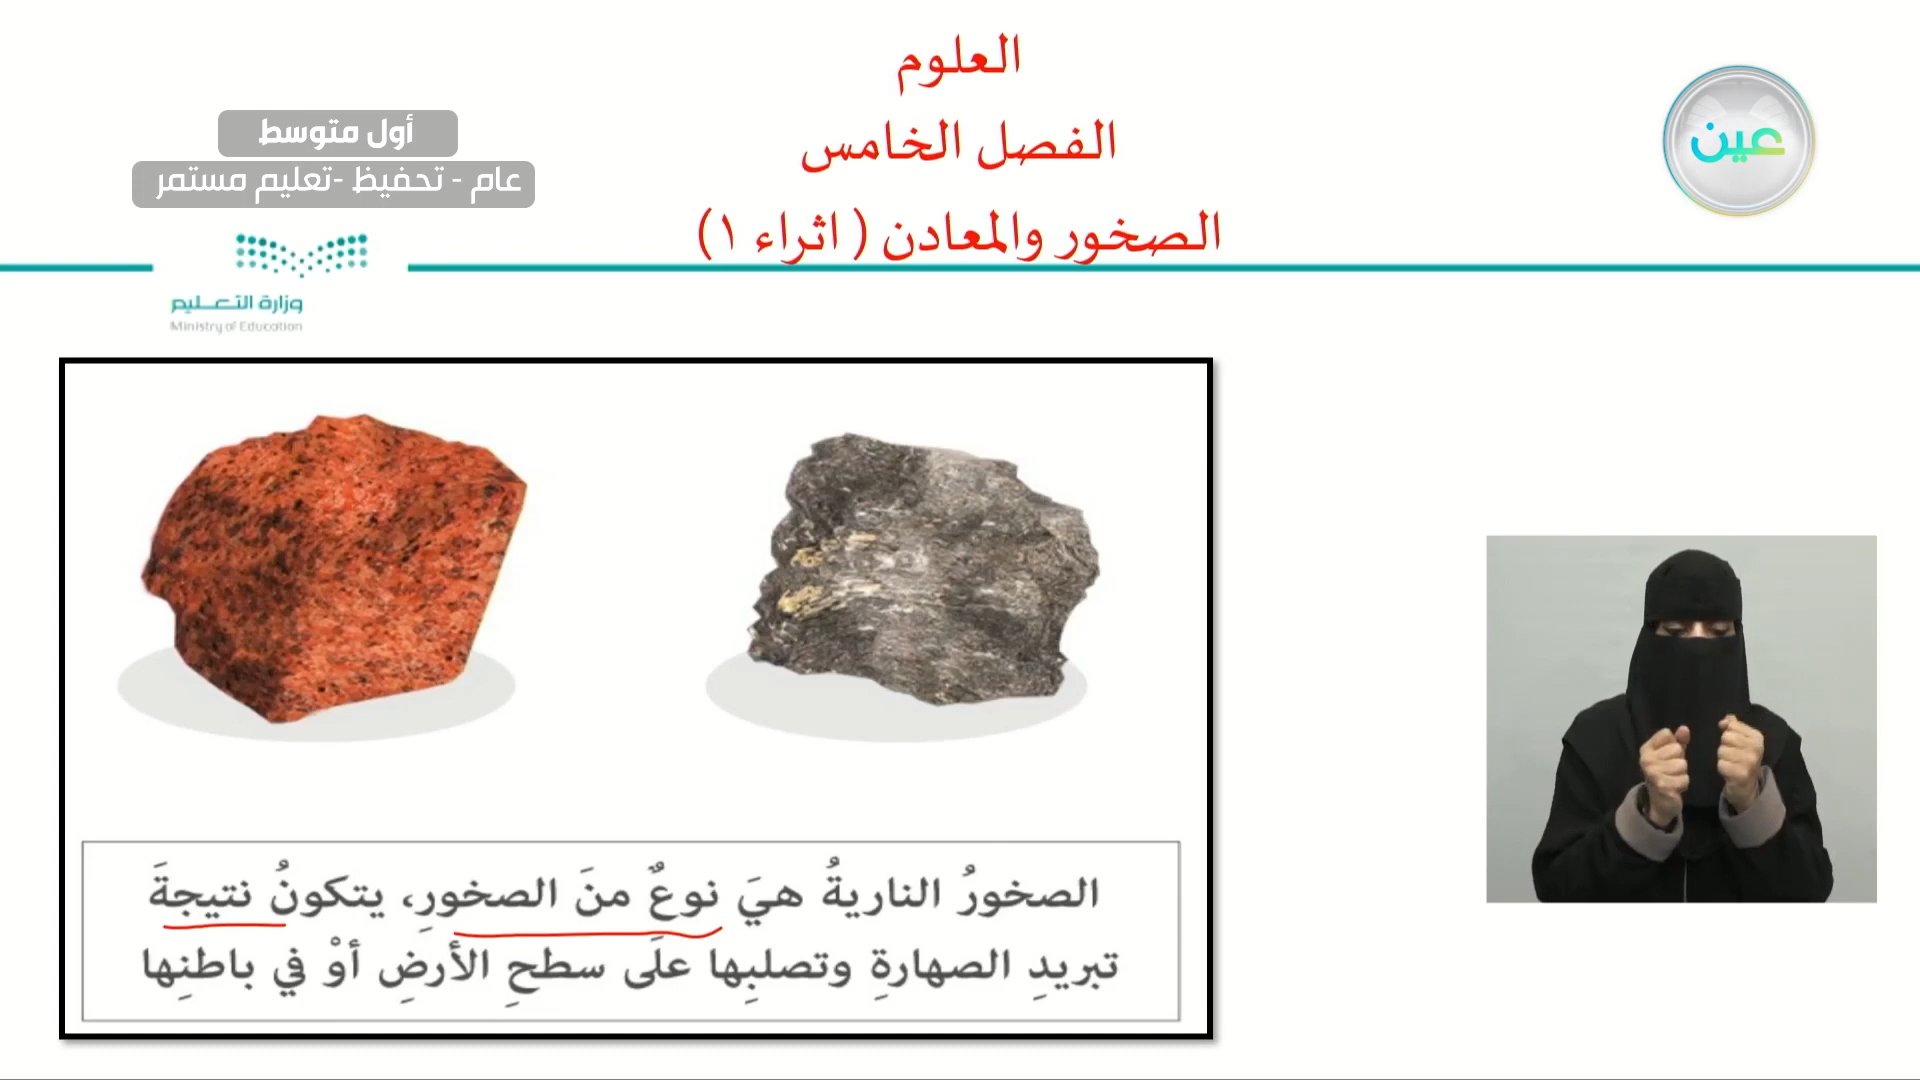 العلوم
الفصل الخامس
الصخور والمعادن ( اثراء ١)
عين
أول متوسط
عام - تحفيظ -تعليم مستمر
وزارة التعليم
Ministry of Education
الصخورُ الناريةُ هيَ نوعٌ منَ الصخورِ، يتكونُ نتيجةَ
تبريدِ الصهارةِ وتصلبِها علَى سطحِ الأرضِ أوْ في باطنِها